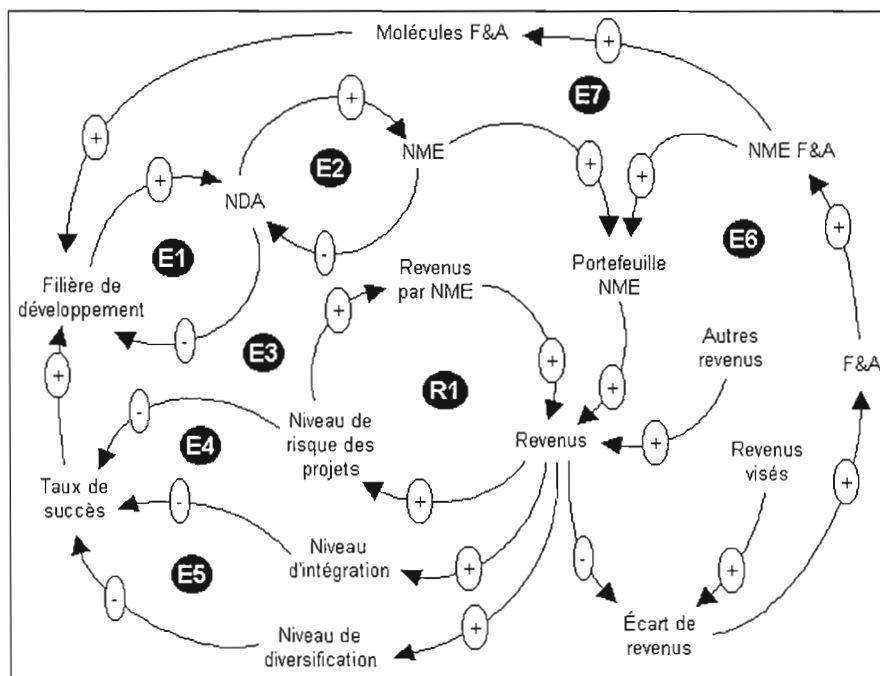 Molécules F&A
+
+
E7
+
+
E2
NME
+
NME F&A
+
+
NDA
+
E1
-
E6
Filière de
développement
Revenus
par NME
Portefeuille
NME
+
-
E3
Autres
revenus
F&A
+
+
R1
+
-
E4
Niveau de
risque des
projets
Revenus
+
Revenus
visés
Taux de
succès
-
+
+
E5
Niveau
d'intégration
+
-
+
-
+
Niveau de
diversification
Écart de
revenus